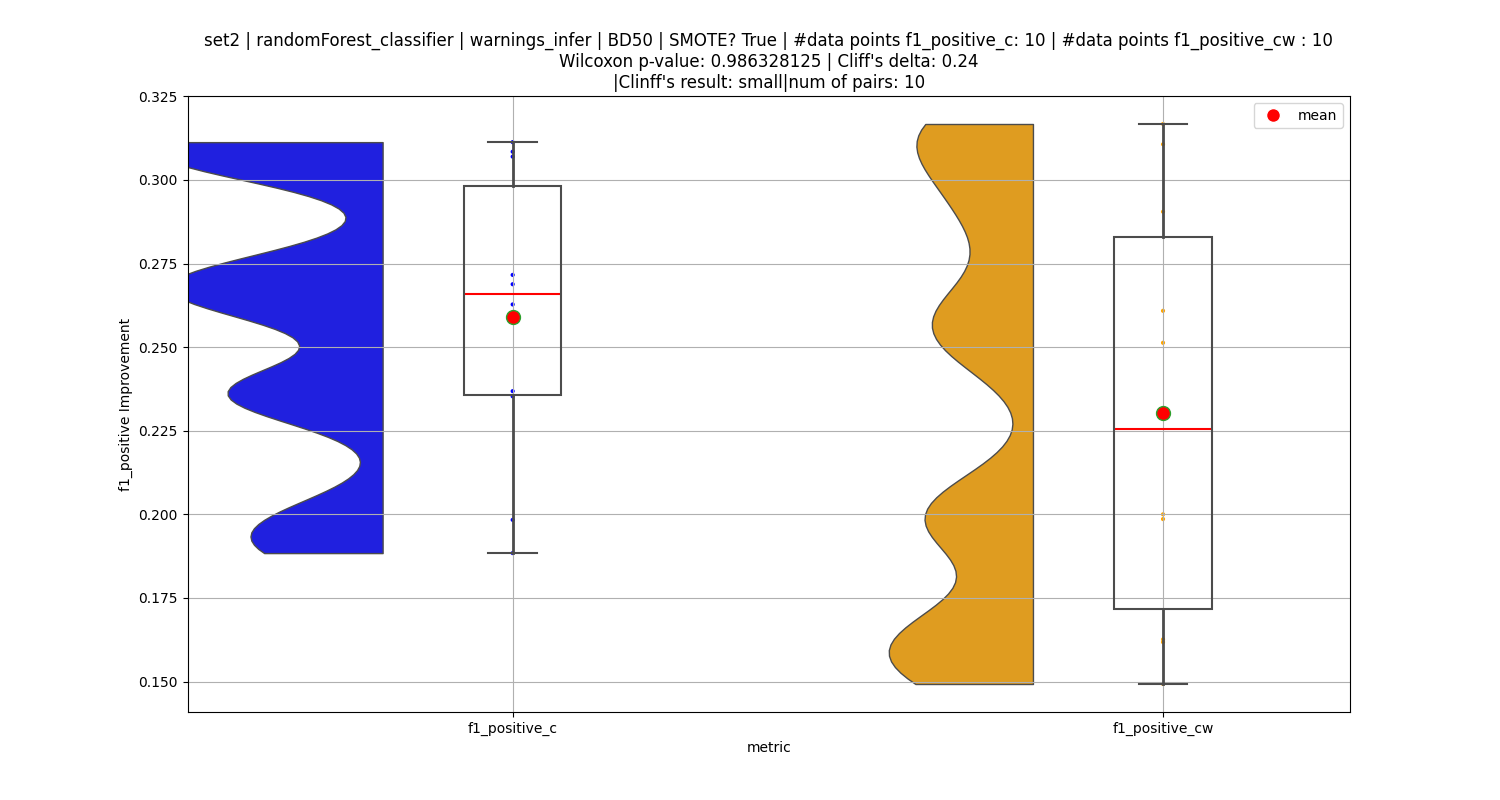 set2 | randomForest_classifier | warnings_infer | BD50 | SMOTE? True | #data points f1_positive_c: 10 | #data points f1_positive_cw : 10
Wilcoxon p-value: 0.986328125 | Cliff's delta: 0.24
|Clinff's result: small|num of pairs: 10
mean
0.325
0.300
0.275
0.250
0.225
0.200
0.175
0.150
f1_positive Improvement
f1_positive_c
f1_positive_cw
metric